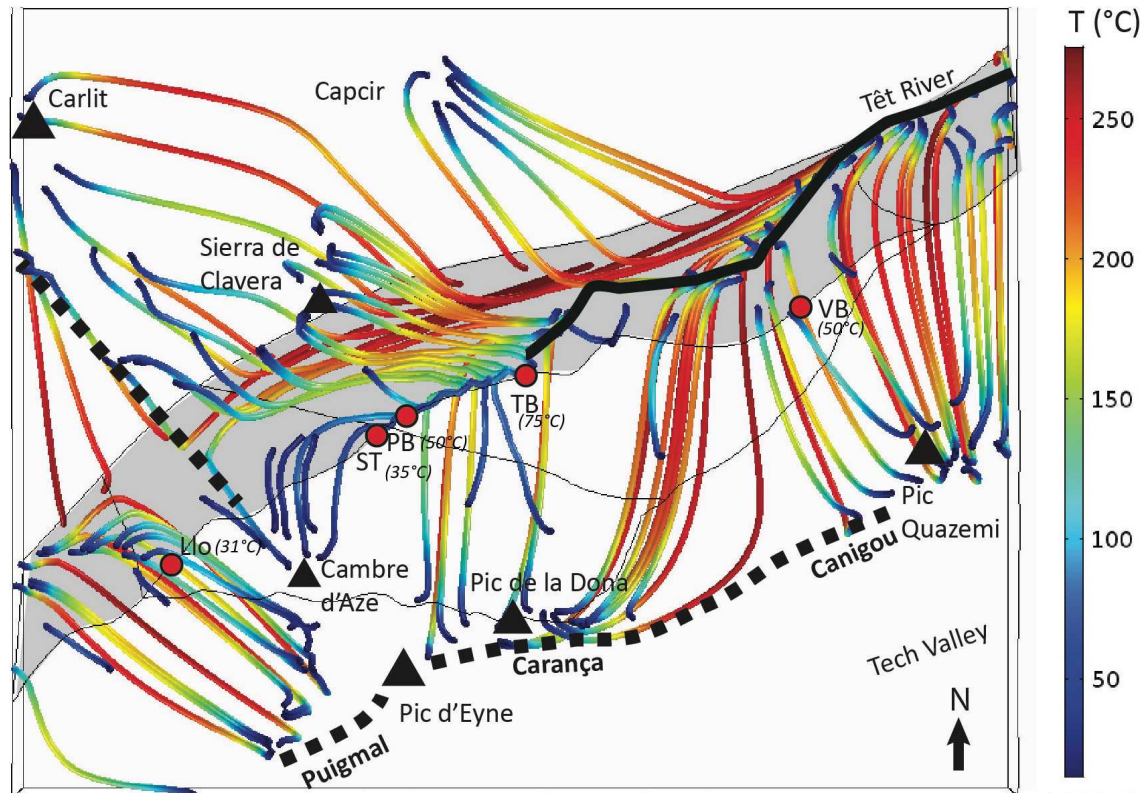 T (°C)
Têt River
Carlit
Capcir
250
Sierra de
Clavera
200
VB
(50°C)
150
TB
(75°C)
PB (50°C)
ST
(35°C)
Pic
Quazemi
Llo (31°C)
100
Canigou
Cambre
d'Aze
Pic de la Dona
Carança
Tech Valley
50
N
Pic d'Eyne
Puigmal